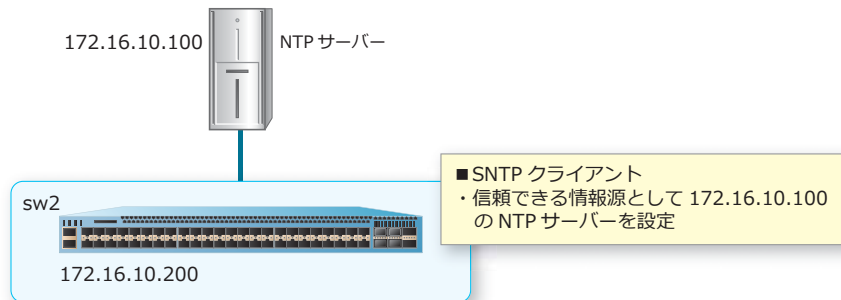 172.16.10.100
NTP サーバー
■SNTP クライアント
・信頼できる情報源として 172.16.10.100
の NTP サーバーを設定
sw2
172.16.10.200